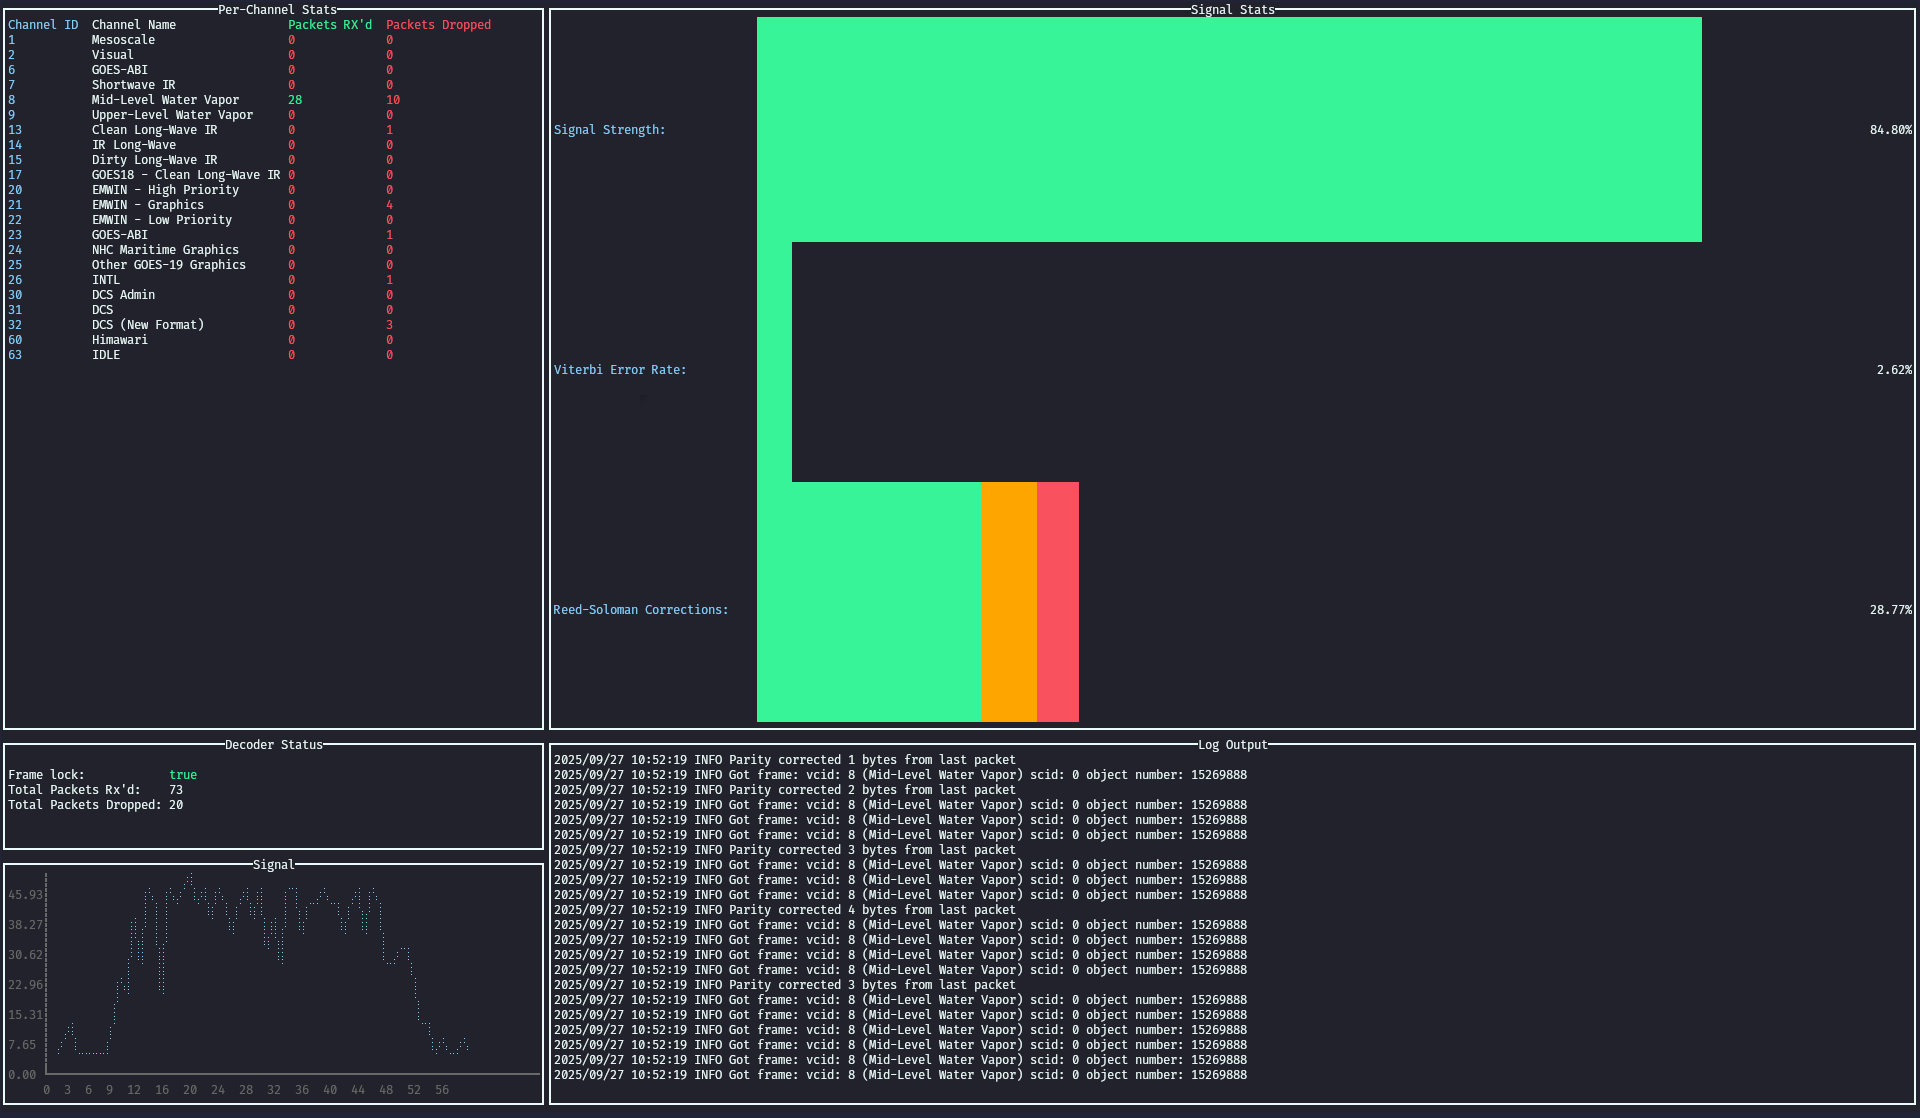 Per-Channel Stats
Channel ID Channel Name Packets RX'd Packets Dropped
1 Mesoscale 0 0
2 Visual 0 0
6 GOES-ABI 0 0
7 Shortwave IR 0 0
8 Mid-Level Water Vapor 28 10
9 Upper-Level Water Vapor 0 0
13 Clean Long-Wave IR 0 1
14 IR Long-Wave 0 0
15 Dirty Long-Wave IR 0 0
17 GOES18 - Clean Long-Wave IR 0 0
20 EMWIN - High Priority 0 0
21 EMWIN - Graphics 0 4
22 EMWIN - Low Priority 0 0
23 GOES-ABI 0 1
24 NHC Maritime Graphics 0 0
25 Other GOES-19 Graphics 0 0
26 INTL 0 1
30 DCS Admin 0 0
31 DCS 0 0
32 DCS (New Format) 0 3
60 Himawari 0 0
63 IDLE 0 0
Signal Stats
Signal Strength: 84.80%
Viterbi Error Rate: 2.62%
Reed-Soloman Corrections: 28.77%
Decoder Status
Frame lock: true
Total Packets Rx'd: 73
Total Packets Dropped: 20
Signal
45.93
38.27
30.62
22.96
15.31
7.65
0.00
0 3 6 9 12 16 20 24 28 32 36 40 44 48 52 56
Log Output
2025/09/27 10:52:19 INFO Parity corrected 1 bytes from last packet
2025/09/27 10:52:19 INFO Got frame: vcid: 8 (Mid-Level Water Vapor) scid: 0 object number: 15269888
2025/09/27 10:52:19 INFO Parity corrected 2 bytes from last packet
2025/09/27 10:52:19 INFO Got frame: vcid: 8 (Mid-Level Water Vapor) scid: 0 object number: 15269888
2025/09/27 10:52:19 INFO Got frame: vcid: 8 (Mid-Level Water Vapor) scid: 0 object number: 15269888
2025/09/27 10:52:19 INFO Got frame: vcid: 8 (Mid-Level Water Vapor) scid: 0 object number: 15269888
2025/09/27 10:52:19 INFO Parity corrected 3 bytes from last packet
2025/09/27 10:52:19 INFO Got frame: vcid: 8 (Mid-Level Water Vapor) scid: 0 object number: 15269888
2025/09/27 10:52:19 INFO Got frame: vcid: 8 (Mid-Level Water Vapor) scid: 0 object number: 15269888
2025/09/27 10:52:19 INFO Got frame: vcid: 8 (Mid-Level Water Vapor) scid: 0 object number: 15269888
2025/09/27 10:52:19 INFO Parity corrected 4 bytes from last packet
2025/09/27 10:52:19 INFO Got frame: vcid: 8 (Mid-Level Water Vapor) scid: 0 object number: 15269888
2025/09/27 10:52:19 INFO Got frame: vcid: 8 (Mid-Level Water Vapor) scid: 0 object number: 15269888
2025/09/27 10:52:19 INFO Got frame: vcid: 8 (Mid-Level Water Vapor) scid: 0 object number: 15269888
2025/09/27 10:52:19 INFO Got frame: vcid: 8 (Mid-Level Water Vapor) scid: 0 object number: 15269888
2025/09/27 10:52:19 INFO Parity corrected 3 bytes from last packet
2025/09/27 10:52:19 INFO Got frame: vcid: 8 (Mid-Level Water Vapor) scid: 0 object number: 15269888
2025/09/27 10:52:19 INFO Got frame: vcid: 8 (Mid-Level Water Vapor) scid: 0 object number: 15269888
2025/09/27 10:52:19 INFO Got frame: vcid: 8 (Mid-Level Water Vapor) scid: 0 object number: 15269888
2025/09/27 10:52:19 INFO Got frame: vcid: 8 (Mid-Level Water Vapor) scid: 0 object number: 15269888
2025/09/27 10:52:19 INFO Got frame: vcid: 8 (Mid-Level Water Vapor) scid: 0 object number: 15269888
2025/09/27 10:52:19 INFO Got frame: vcid: 8 (Mid-Level Water Vapor) scid: 0 object number: 15269888